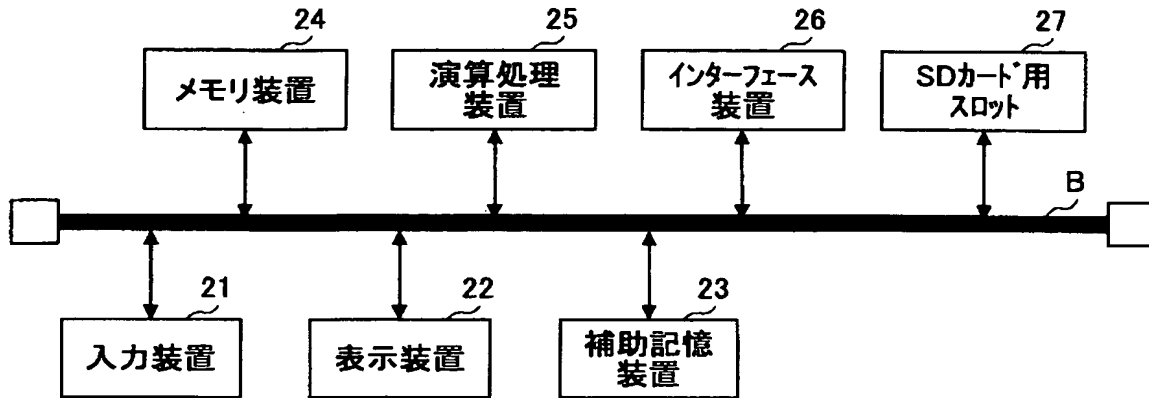 24
25
26
27
メモリ装置
演算処理
装置
インターフェース
装置
SDカード用
スロット
B
21
22
23
入力装置
表示装置
補助記憶
装置